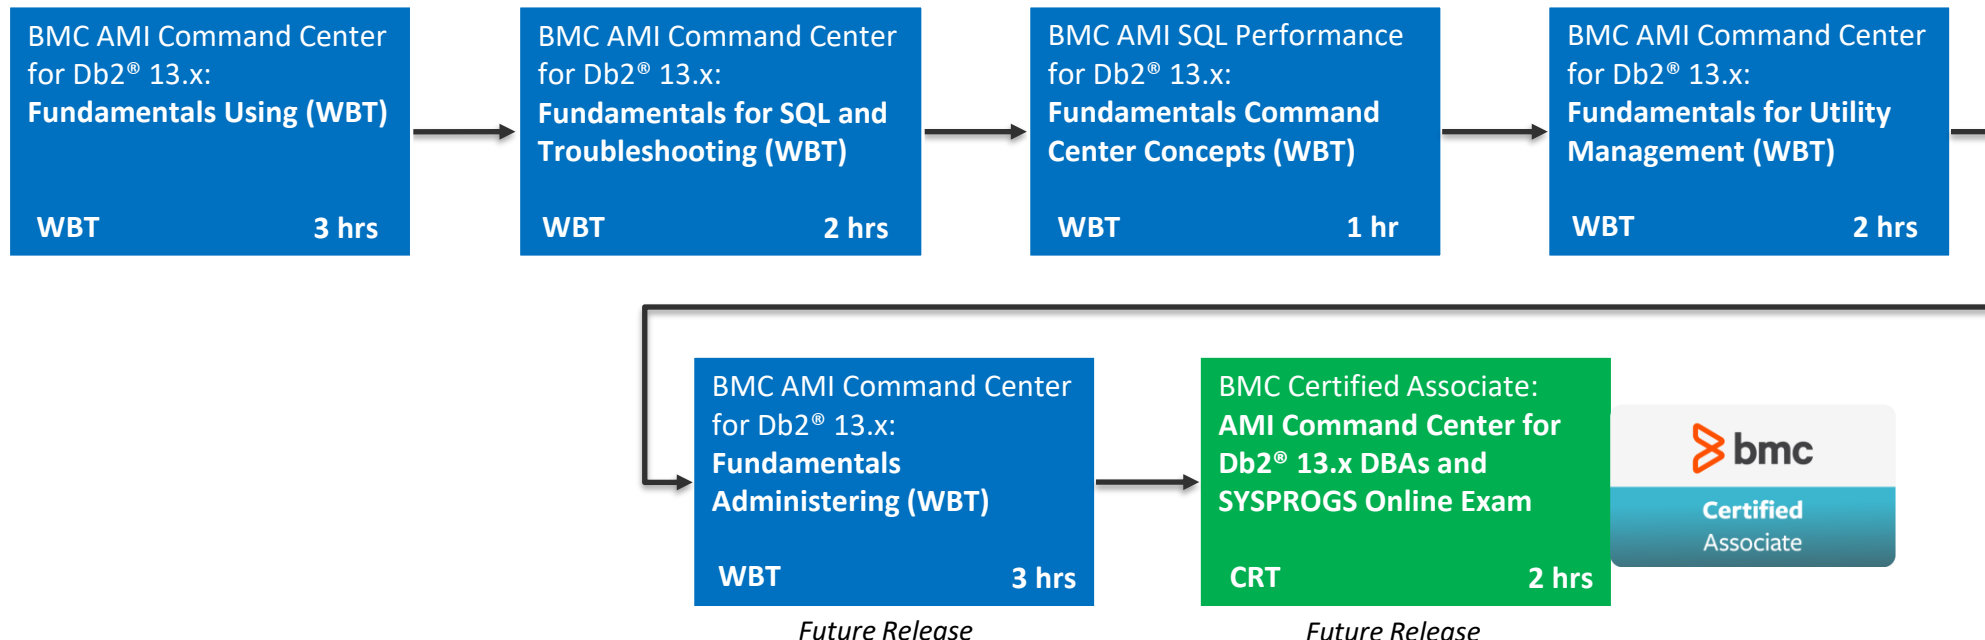 BMC AMI Command Center
for Db2® 13.x:
Fundamentals Using (WBT)
WBT 3 hrs
BMC AMI Command Center
for Db2® 13.x:
Fundamentals for SQL and
Troubleshooting (WBT)
WBT 2 hrs
BMC AMI SQL Performance
for Db2® 13.x:
Fundamentals Command
Center Concepts (WBT)
WBT 1 hr
BMC AMI Command Center
for Db2® 13.x:
Fundamentals for Utility
Management (WBT)
WBT 2 hrs
BMC AMI Command Center
for Db2® 13.x:
Fundamentals
Administering (WBT)
WBT 3 hrs
Future Release
BMC Certified Associate:
AMI Command Center for
Db2® 13.x DBAs and
SYSPROGS Online Exam
CRT 2 hrs
Future Release
bmc
Certified
Associate